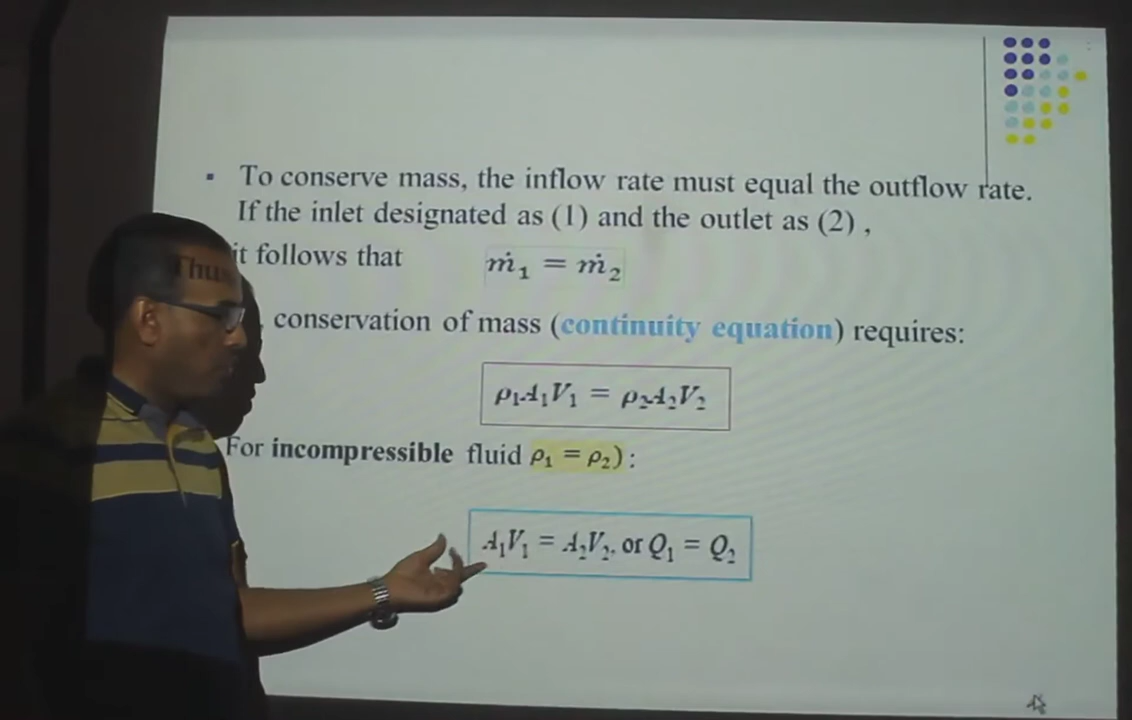 ▪ To conserve mass, the inflow rate must equal the outflow rate.
If the inlet designated as (1) and the outlet as (2) ,
it follows that ṁ₁ = ṁ₂
Thus, conservation of mass (continuity equation) requires:
ρ₁A₁V₁ = ρ₂A₂V₂
For incompressible fluid ρ₁ = ρ₂) :
A₁V₁ = A₂V₂, or Q₁ = Q₂